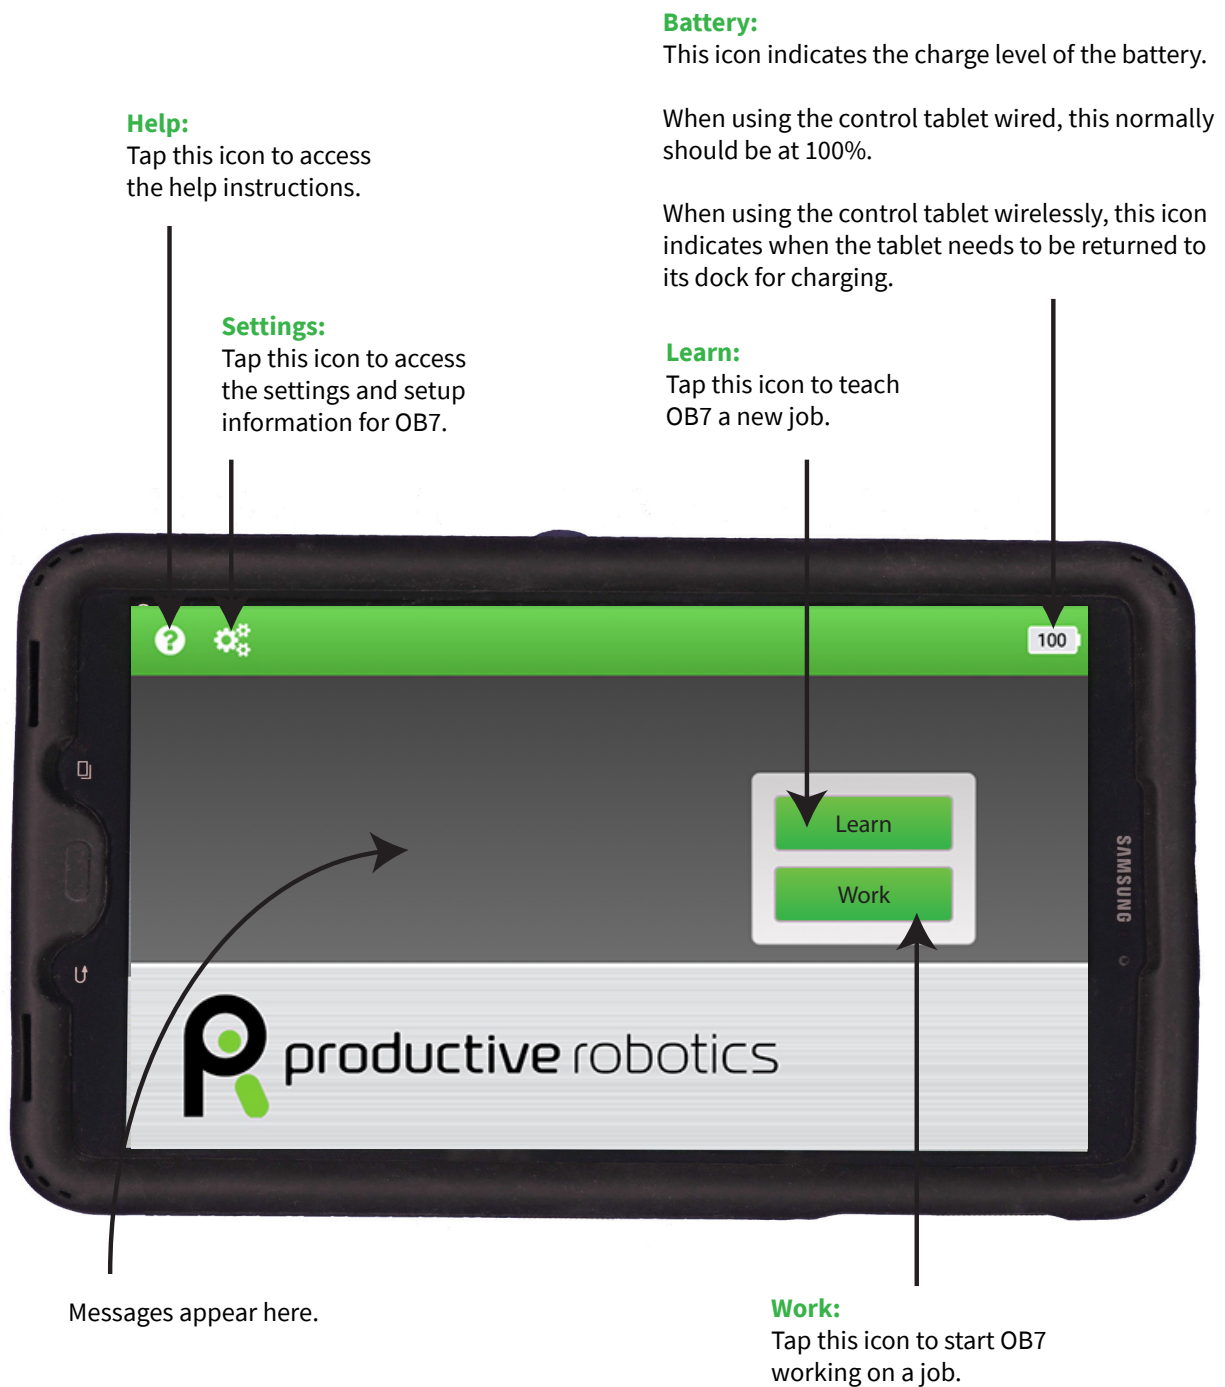 Battery:
This icon indicates the charge level of the battery.
When using the control tablet wired, this normally
should be at 100%.
When using the control tablet wirelessly, this icon
indicates when the tablet needs to be returned to
its dock for charging.
Help:
Tap this icon to access
the help instructions.
Settings:
Tap this icon to access
the settings and setup
information for OB7.
Learn:
Tap this icon to teach
OB7 a new job.
?
100
Learn
Work
SAMSUNG
productive robotics
Messages appear here.
Work:
Tap this icon to start OB7
working on a job.